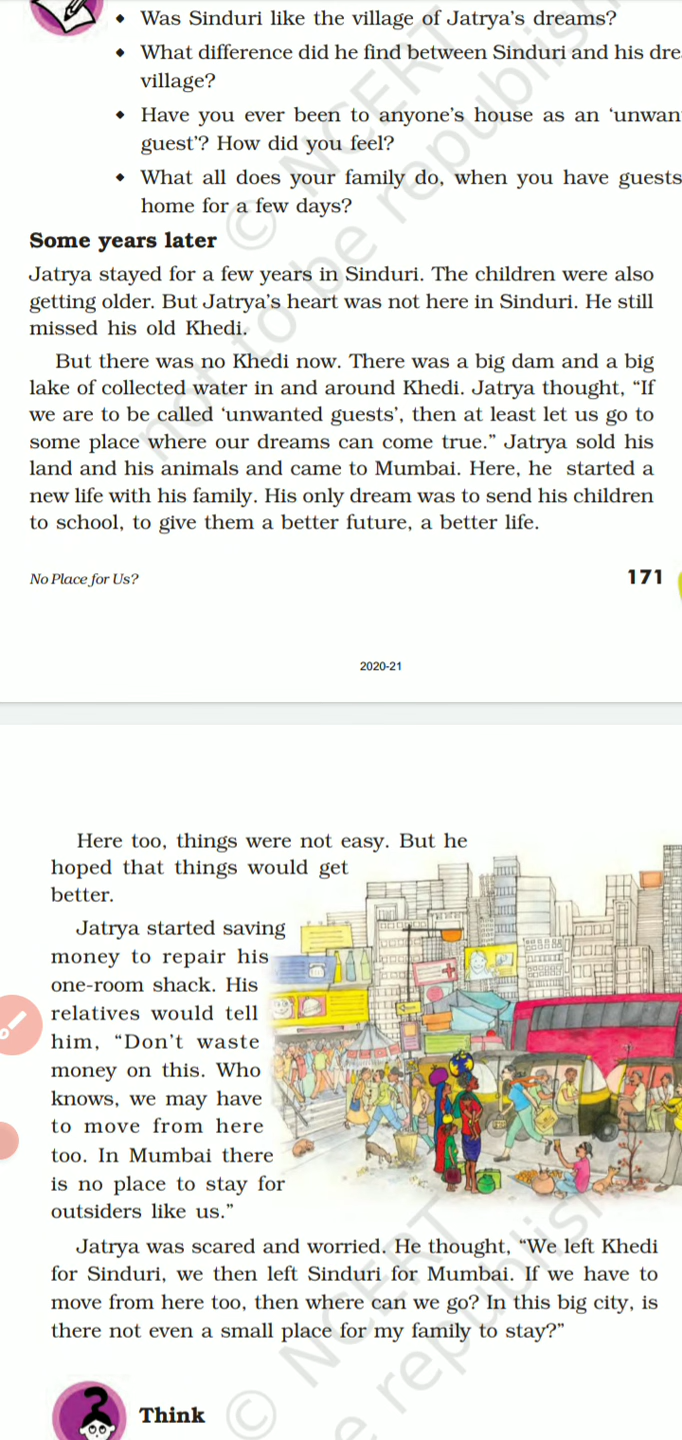 • Was Sinduri like the village of Jatrya's dreams?
• What difference did he find between Sinduri and his
village?
• Have you ever been to anyone's house as an
guest'? How did you feel?
• What all does your family do, when you have guests
home for a few days?
Some years later
Jatrya stayed for a few years in Sinduri. The children were also
getting older. But Jatrya's heart was not here in Sinduri. He still
missed his old Khedi.
But there was no Khedi now. There was a big dam and a big
lake of collected water in and around Khedi. Jatrya thought, “If
we are to be called ‘unwanted guests’, then at least let us go to
some place where our dreams can come true.” Jatrya sold his
land and his animals and came to Mumbai. Here, he started a
new life with his family. His only dream was to send his children
to school, to give them a better future, a better life.
No Place for Us?
171
2020-21
Here too, things were not easy. But he
hoped that things would get
better.
Jatrya started saving
money to repair his
one-room shack. His
relatives would tell
him, “Don’t waste
money on this. Who
knows, we may have
to move from here
too. In Mumbai there
is no place to stay for
outsiders like us.”
Jatrya was scared and worried. He thought, “We left Khedi
for Sinduri, we then left Sinduri for Mumbai. If we have to
move from here too, then where can we go? In this big city, is
there not even a small place for my family to stay?”
Think
© NCERT
not to be republish
© NCERT
be republish